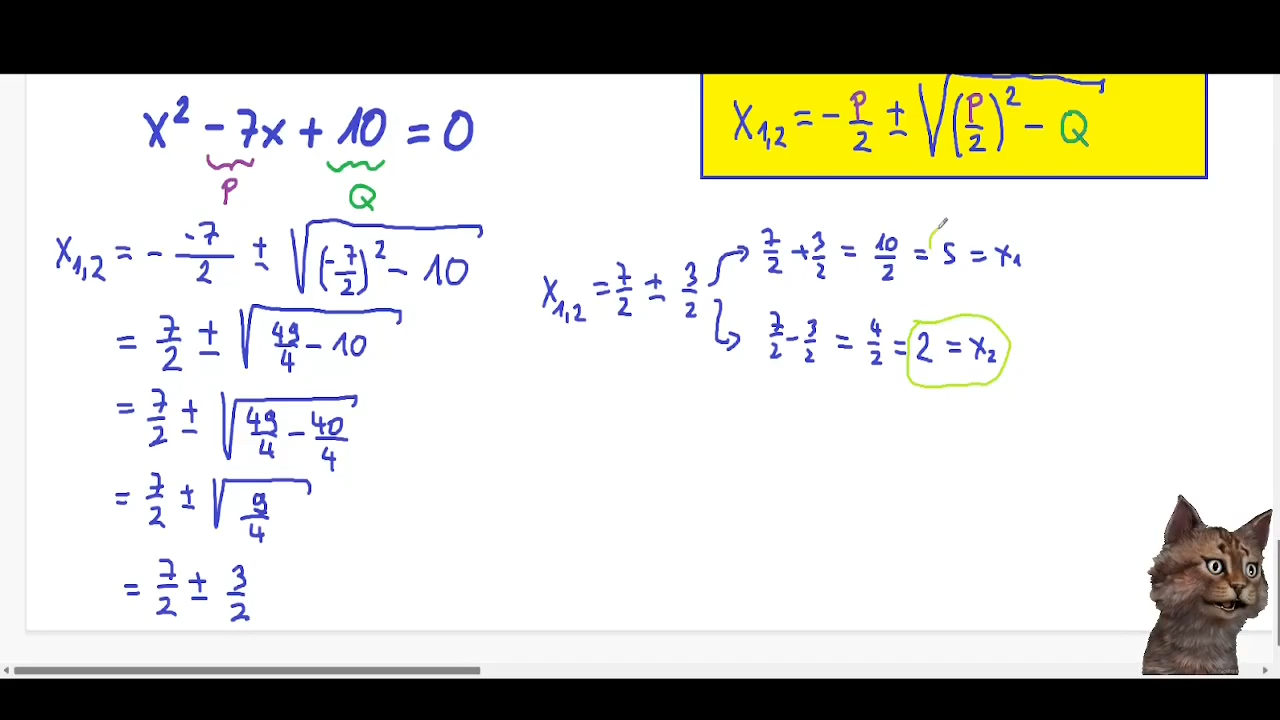 x² - 7x + 10 = 0
P Q
x₁,₂ = - -7/2 ± √((-7/2)² - 10)
= 7/2 ± √(49/4 - 10)
= 7/2 ± √(49/4 - 40/4)
= 7/2 ± √(9/4)
= 7/2 ± 3/2
x₁,₂ = - P/2 ± √((P/2)² - Q)
x₁,₂ = 7/2 ± 3/2
7/2 + 3/2 = 10/2 = 5 = x₁
7/2 - 3/2 = 4/2 = 2 = x₂